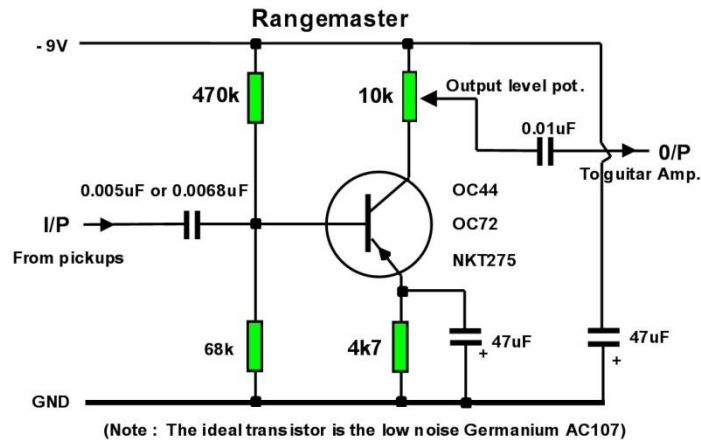 Rangemaster
- 9V
470k
10k
Output level pot.
0.01uF
0/P
To guitar Amp.
0.005uF or 0.0068uF
OC44
I/P
OC72
From pickups
NKT275
68k
4k7
47uF
+
47uF
+
GND
(Note : The ideal transistor is the low noise Germanium AC107)